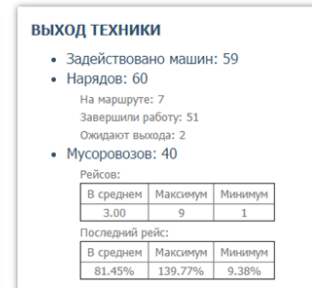 ВЫХОД ТЕХНИКИ
• Задействовано машин: 59
• Нарядов: 60
На маршруте: 7
Завершили работу: 51
Ожидают выхода: 2
• Мусоровозов: 40
Рейсов:
В среднем Максимум Минимум
3.00 9 1
Последний рейс:
В среднем Максимум Минимум
81.45% 139.77% 9.38%